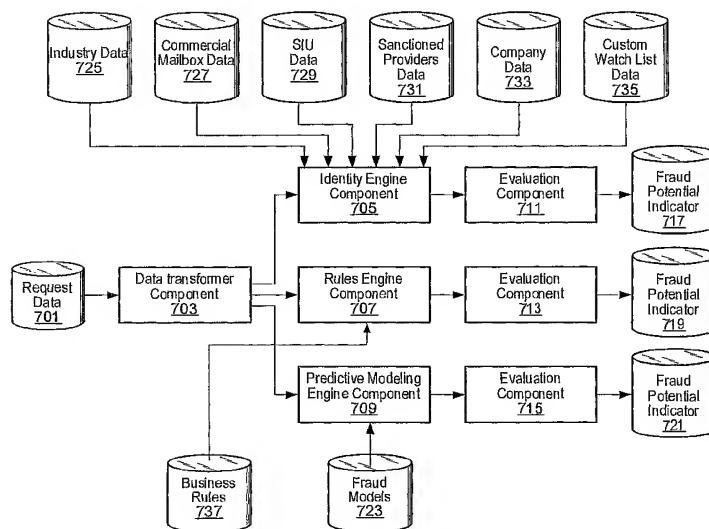 Industry Data
725
Commercial
Mailbox Data
727
SIU
Data
729
Sanctioned
Providers
Data
731
Company
Data
733
Custom
Watch List
Data
735
Identity Engine
Component
705
Evaluation
Component
711
Fraud
Potential
Indicator
717
Request
Data
701
Data transformer
Component
703
Rules Engine
Component
707
Evaluation
Component
713
Fraud
Potential
Indicator
719
Predictive Modeling
Engine Component
709
Evaluation
Component
715
Fraud
Potential
Indicator
721
Business
Rules
737
Fraud
Models
723